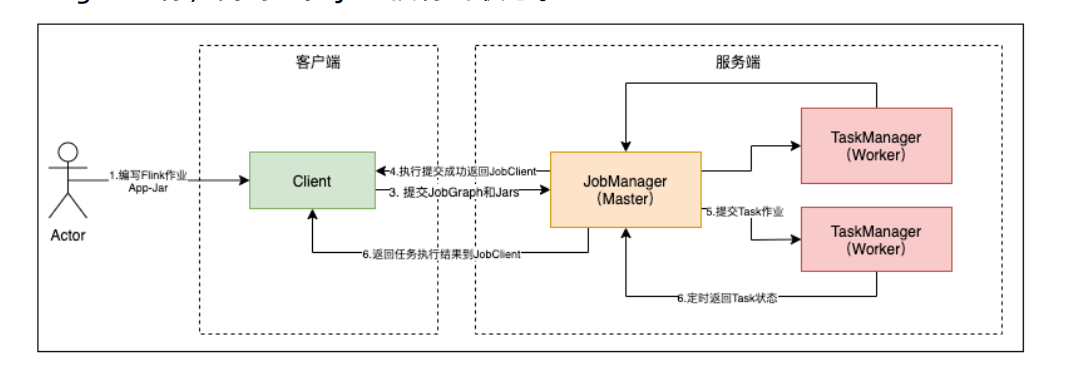 客户端
服务端
1.编写Flink作业
App-Jar
Actor
Client
4.执行提交成功返回JobClient
3. 提交JobGraph和Jars
6.返回任务执行结果到JobClient
JobManager
（Master）
TaskManager
（Worker）
5.提交Task作业
TaskManager
（Worker）
6.定时返回Task状态